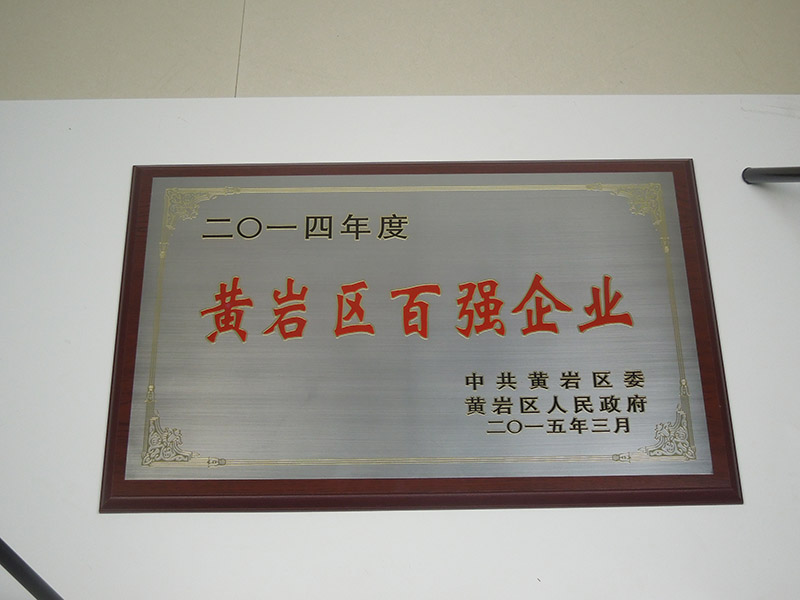 二〇一四年度
黄岩区百强企业
中共黄岩区委
黄岩区人民政府
二〇一五年三月